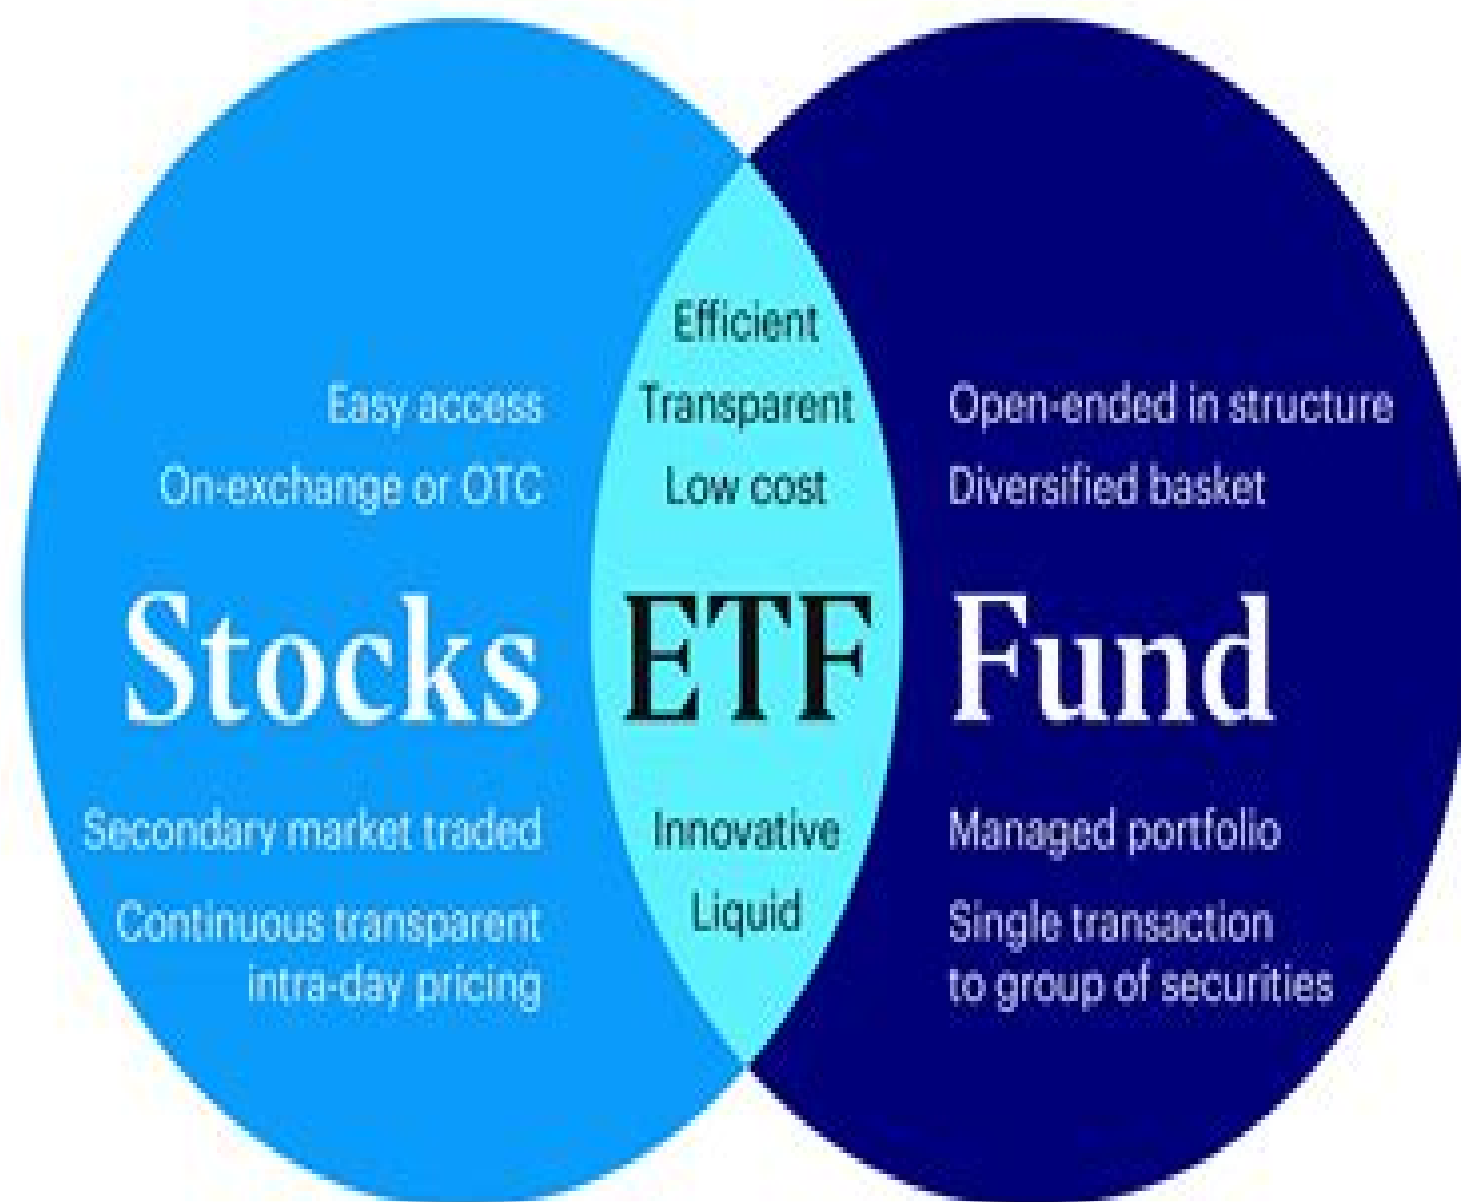 Easy access
On-exchange or OTC
Stocks
Secondary market traded
Continuous transparent
intra-day pricing
Efficient
Transparent
Low cost
ETF
Innovative
Liquid
Open-ended in structure
Diversified basket
Fund
Managed portfolio
Single transaction
to group of securities